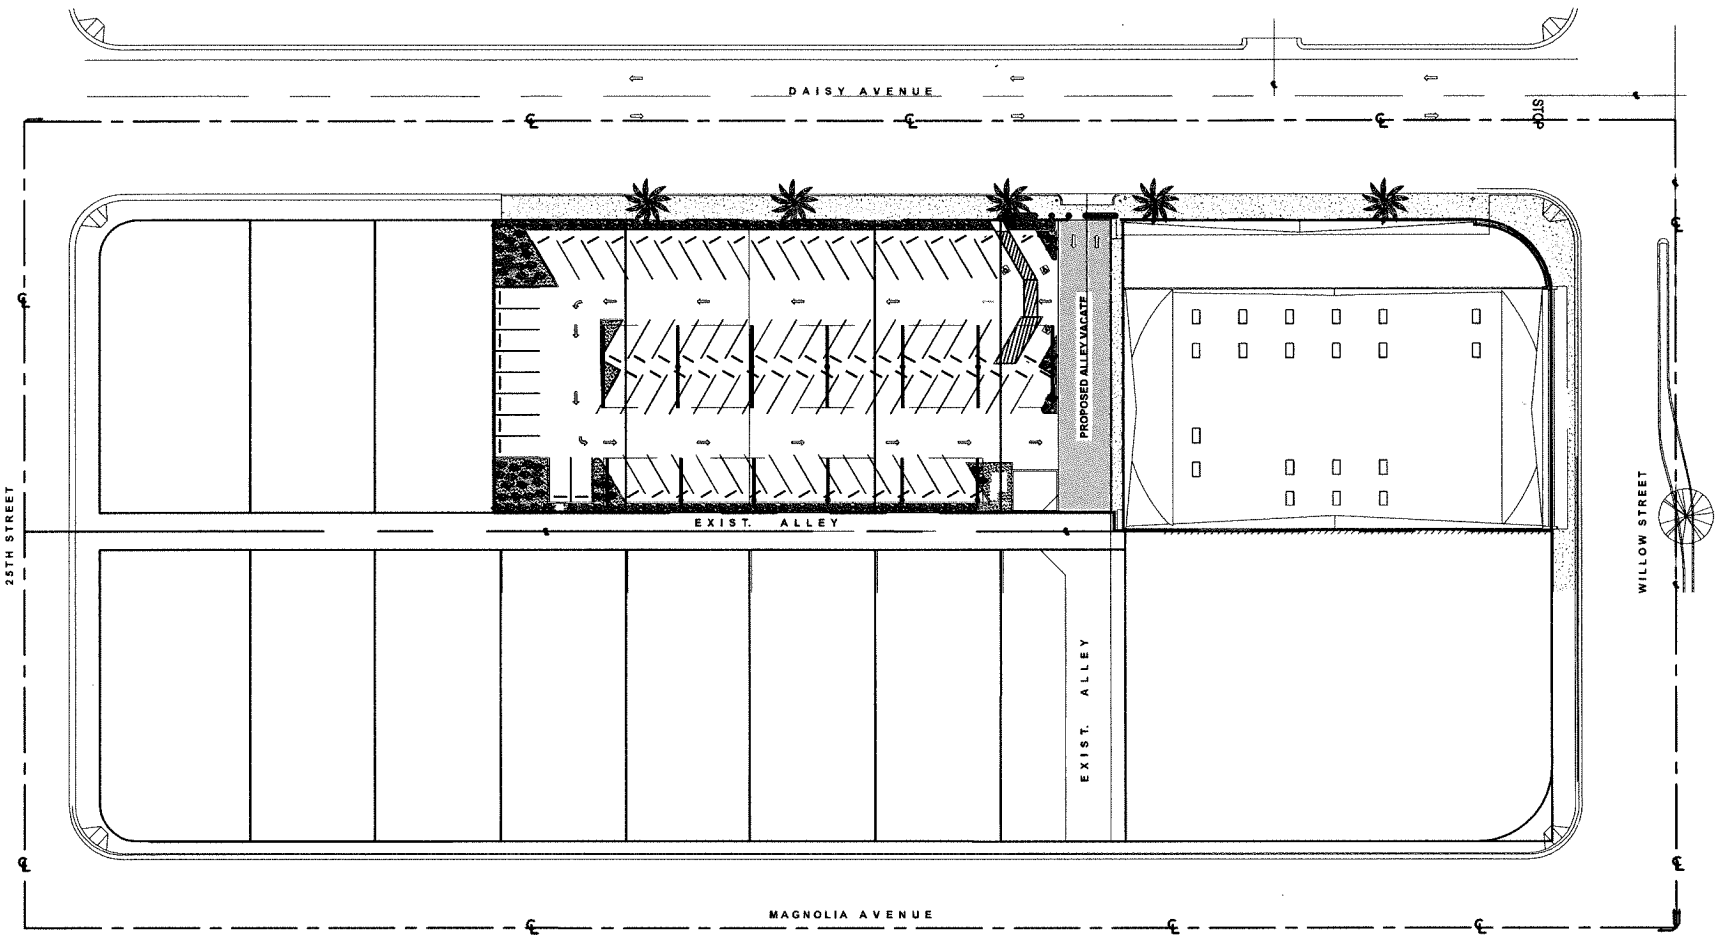 DAISY AVENUE
STOP
PROPOSED ALLEY VACATE
EXIST. ALLEY
25TH STREET
WILLOW STREET
EXIST. ALLEY
MAGNOLIA AVENUE